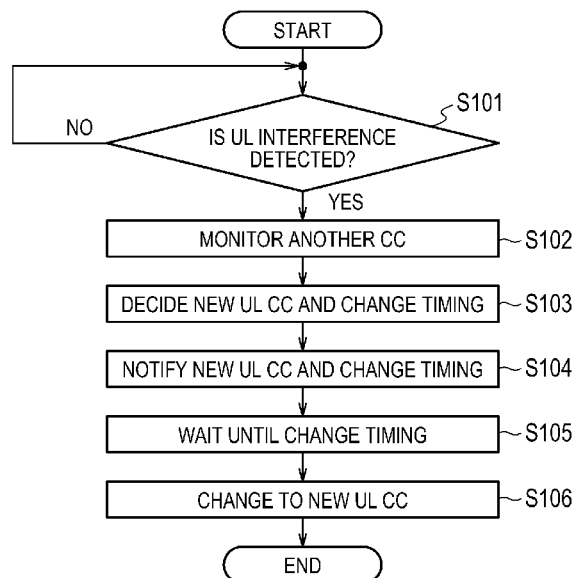 START
S101
NO
IS UL INTERFERENCE
DETECTED?
YES
MONITOR ANOTHER CC
S102
DECIDE NEW UL CC AND CHANGE TIMING
S103
NOTIFY NEW UL CC AND CHANGE TIMING
S104
WAIT UNTIL CHANGE TIMING
S105
CHANGE TO NEW UL CC
S106
END